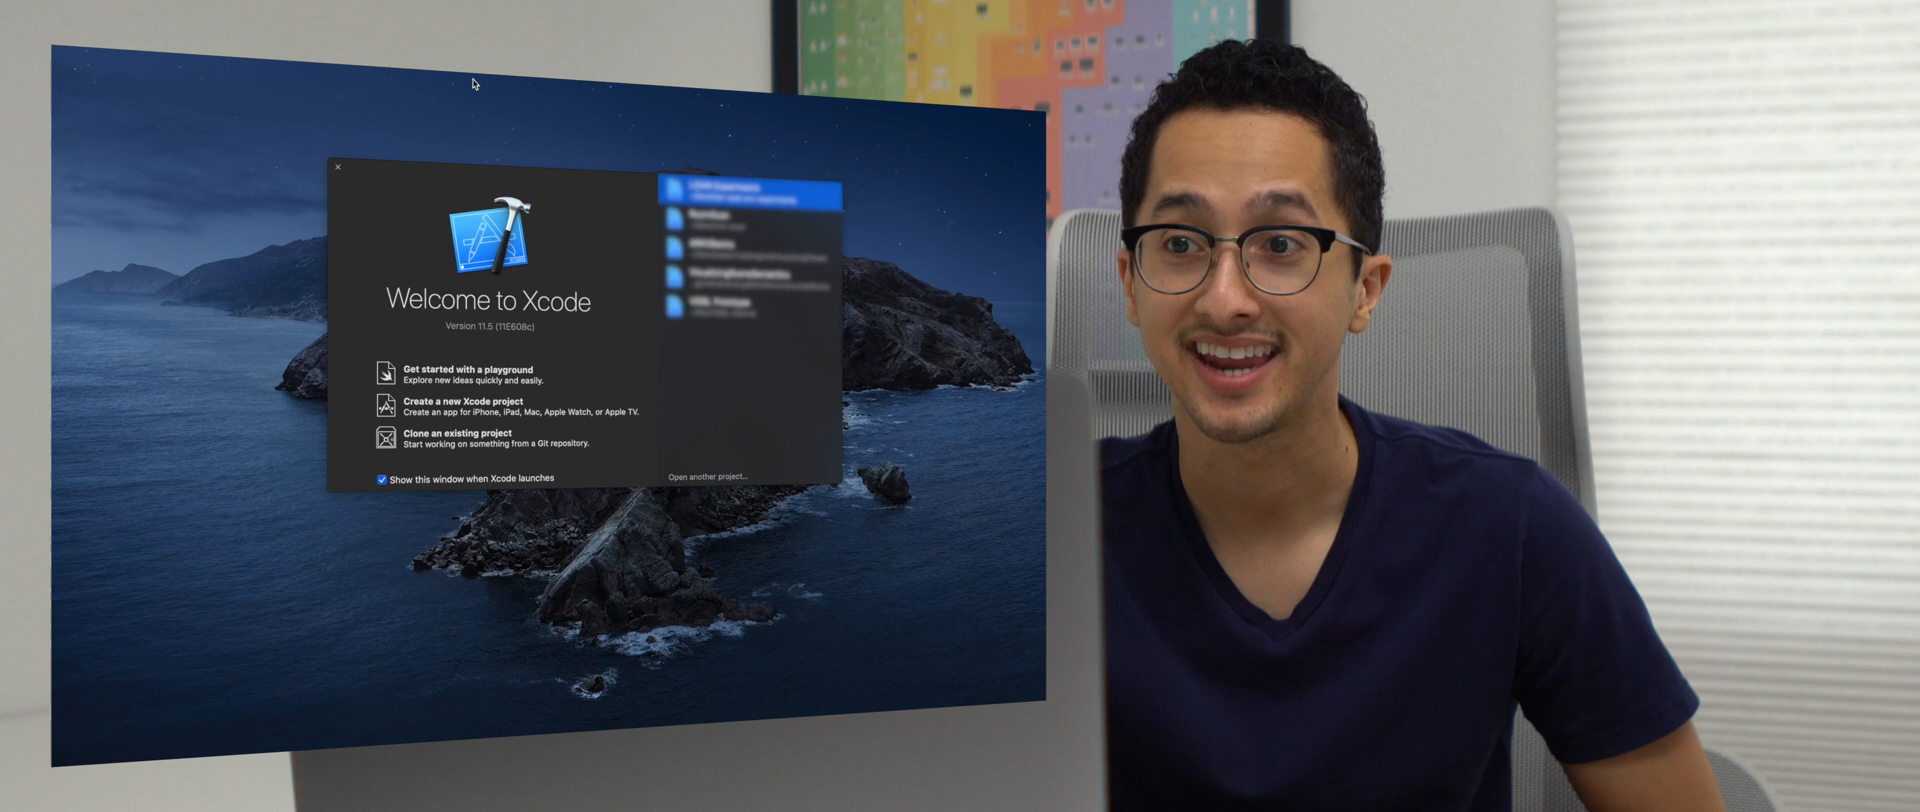 Welcome to Xcode
Version 11.5 (11E608c)
Get started with a playground
Explore new ideas quickly and easily.
Create a new Xcode project
Create an app for iPhone, iPad, Mac, Apple Watch, or Apple TV.
Clone an existing project
Start working on something from a Git repository.
Show this window when Xcode launches
Open another project...